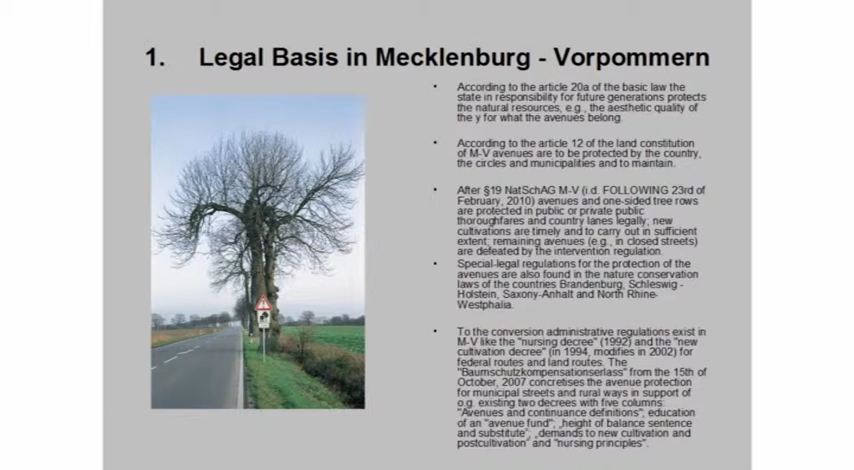 1. Legal Basis in Mecklenburg - Vorpommern
• According to the article 20a of the basic law the
state in responsibility for future generations protects
the natural resources, e.g., the aesthetic quality of
the y for what the avenues belong.
• According to the article 12 of the land constitution
of M-V avenues are to be protected by the country,
the circles and municipalities and to maintain.
• After §19 NatSchAG M-V (i.d. FOLLOWING 23rd of
February, 2010) avenues and one-sided tree rows
are protected in public or private public
thoroughfares and country lanes legally; new
cultivations are timely and to carry out in sufficient
extent; remaining avenues (e.g., in closed streets)
are defeated by the intervention regulation.
• Special-legal regulations for the protection of the
avenues are also found in the nature conservation
laws of the countries Brandenburg, Schleswig -
Holstein, Saxony-Anhalt and North Rhine-
Westphalia.
• To the conversion administrative regulations exist in
M-V like the "nursing decree" (1992) and the "new
cultivation decree" (in 1994, modifies in 2002) for
federal routes and land routes. The
"Baumschutzkompensationserlass" from the 15th of
October, 2007 concretises the avenue protection
for municipal streets and rural ways in support of
o.g. existing two decrees with five columns:
"Avenues and continuance definitions"; education
of an "avenue fund"; „height of balance sentence
and substitute"; „demands to new cultivation and
postcultivation" and "nursing principles".